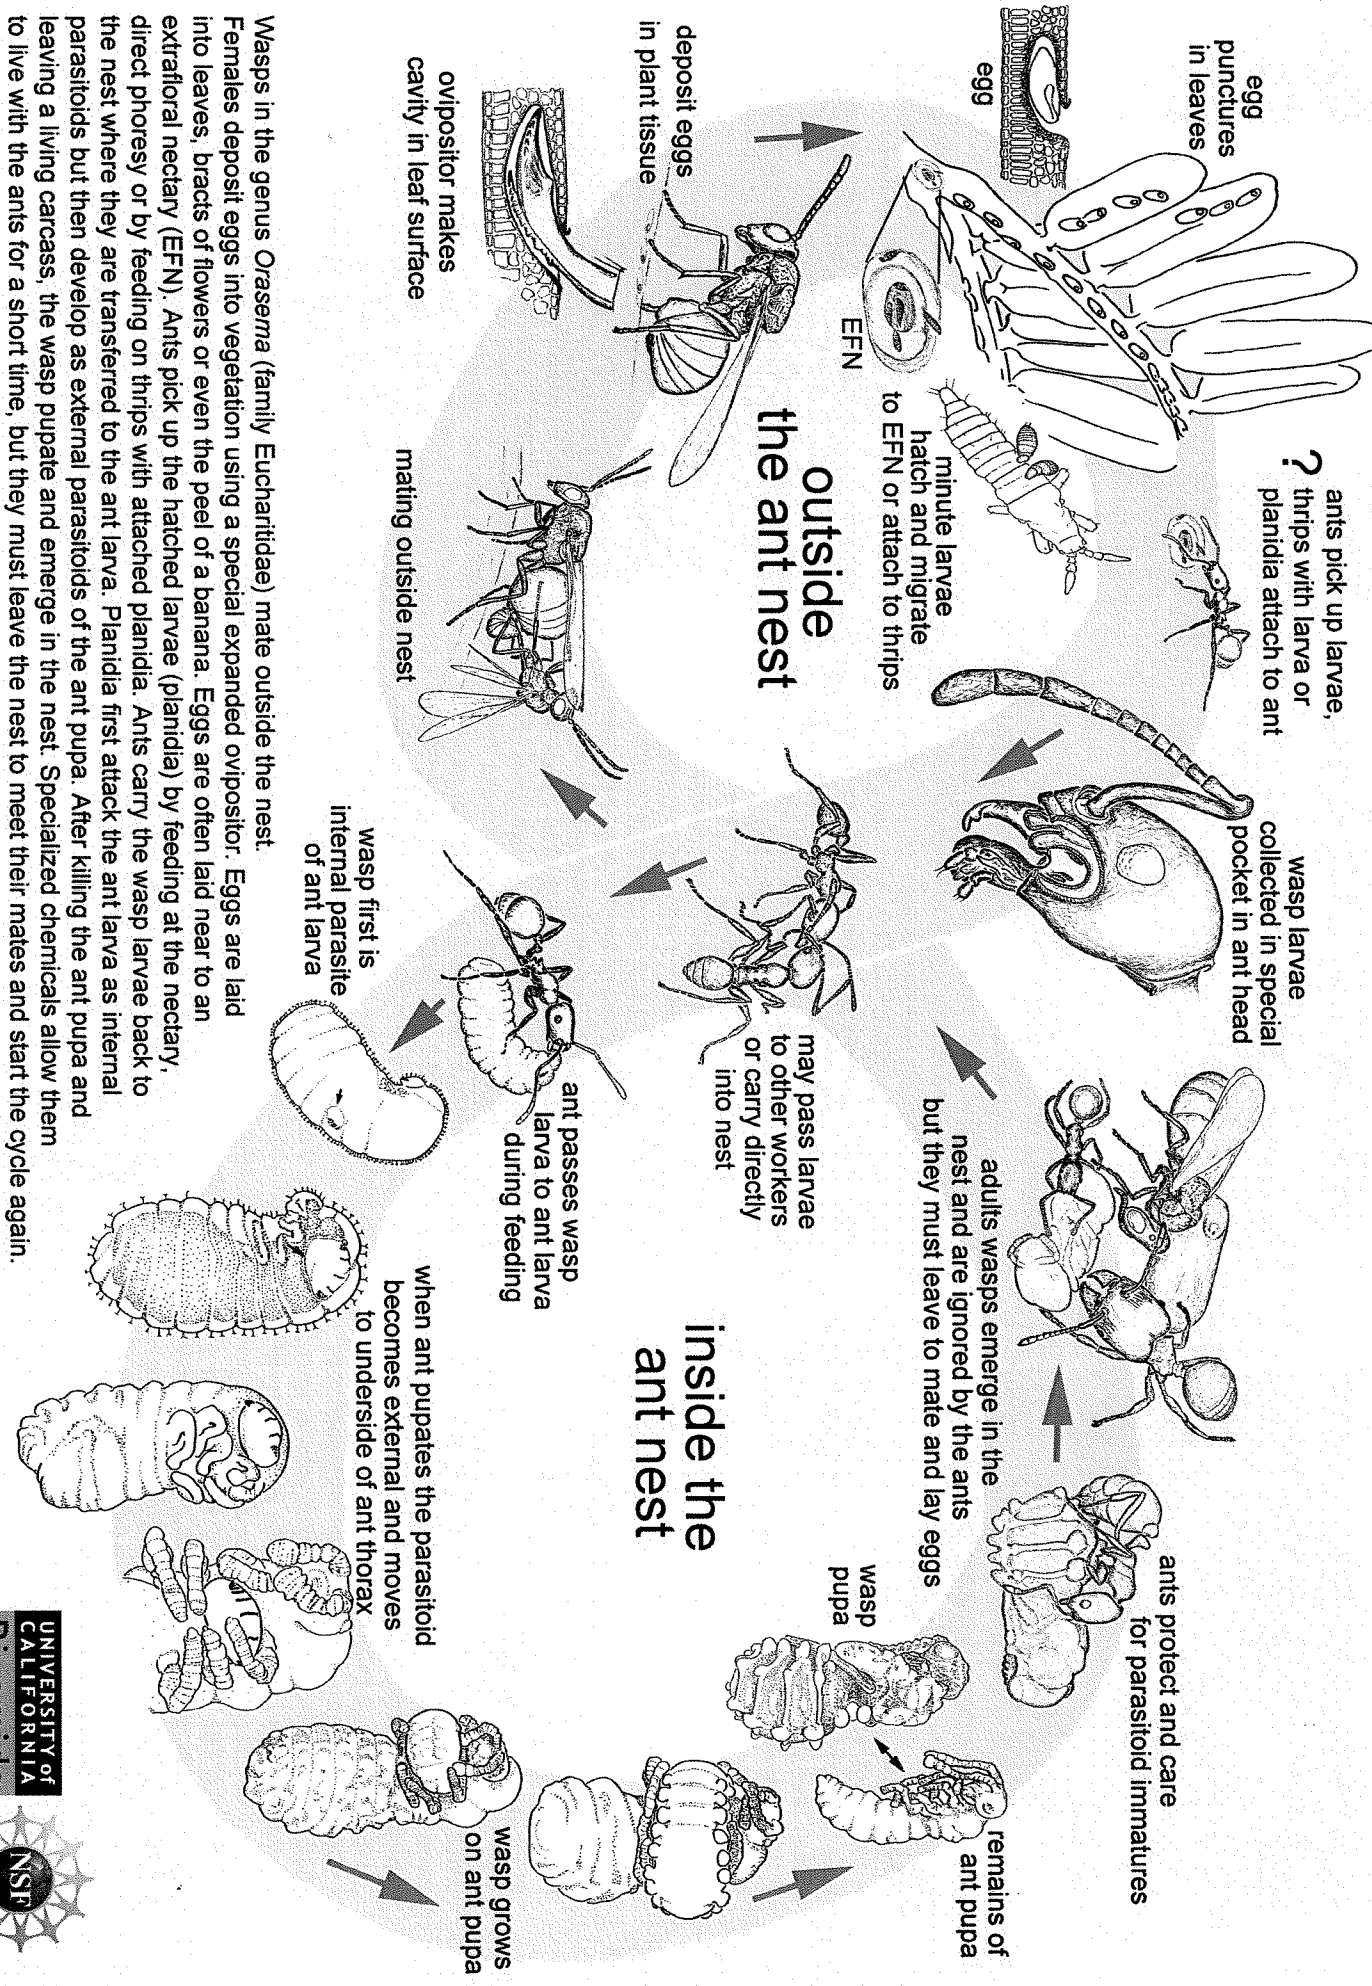 egg
punctures
in leaves
egg
?
ants pick up larvae,
thrips with larva or
planidia attach to ant
wasp larvae
collected in special
pocket in ant head
deposit eggs
in plant tissue
EFN
minute larvae
hatch and migrate
to EFN or attach to thrips
outside
the ant nest
ovipositor makes
cavity in leaf surface
mating outside nest
may pass larvae
to other workers
or carry directly
into nest
ant passes wasp
larva to ant larva
during feeding
wasp first is
internal parasite
of ant larva
inside the
ant nest
when ant pupates the parasitoid
becomes external and moves
to underside of ant thorax
wasp grows
on ant pupa
remains of
ant pupa
wasp
pupa
ants protect and care
for parasitoid immatures
adults wasps emerge in the
nest and are ignored by the ants
but they must leave to mate and lay eggs
Wasps in the genus Orasema (family Eucharitidae) mate outside the nest.
Females deposit eggs into vegetation using a special expanded ovipositor. Eggs are laid
into leaves, bracts of flowers or even the peel of a banana. Eggs are often laid near to an
extrafloral nectary (EFN). Ants pick up the hatched larvae (planidia) by feeding at the nectary,
direct phoresy or by feeding on thrips with attached planidia. Ants carry the wasp larvae back to
the nest where they are transferred to the ant larva. Planidia first attack the ant larva as internal
parasitoids but then develop as external parasitoids of the ant pupa. After killing the ant pupa and
leaving a living carcass, the wasp pupate and emerge in the nest. Specialized chemicals allow them
to live with the ants for a short time, but they must leave the nest to meet their mates and start the cycle again.
UNIVERSITY of
CALIFORNIA
NSF